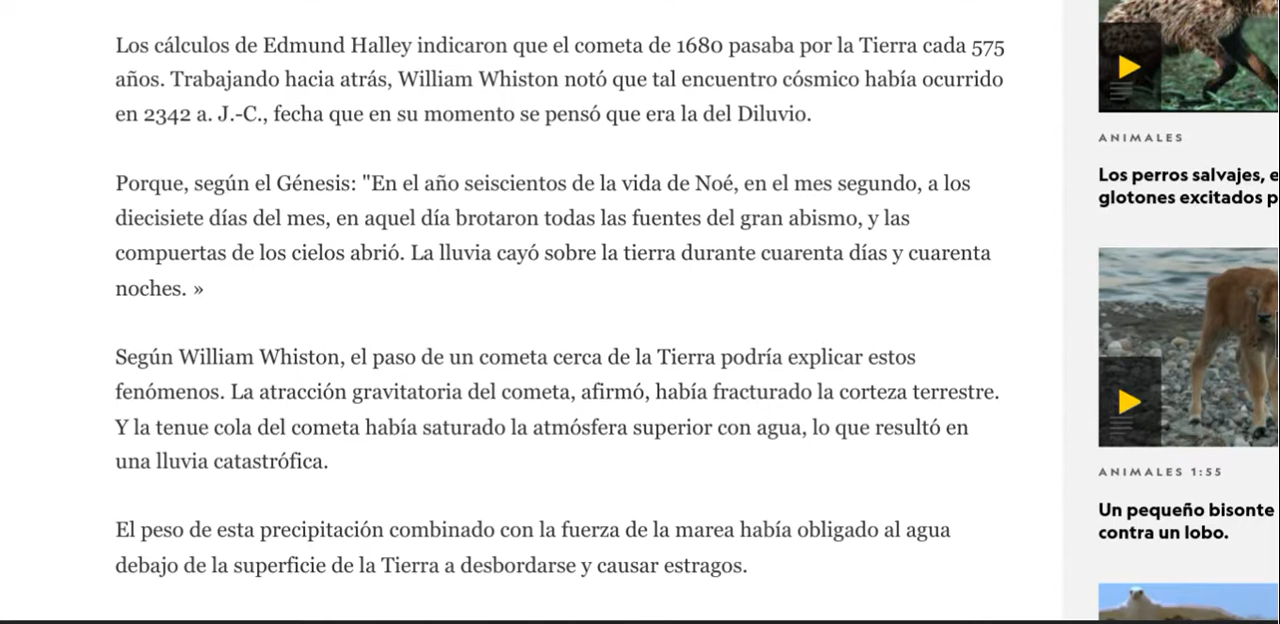 Los cálculos de Edmund Halley indicaron que el cometa de 1680 pasaba por la Tierra cada 575
años. Trabajando hacia atrás, William Whiston notó que tal encuentro cósmico había ocurrido
en 2342 a. J.-C., fecha que en su momento se pensó que era la del Diluvio.
Porque, según el Génesis: "En el año seiscientos de la vida de Noé, en el mes segundo, a los
diecisiete días del mes, en aquel día brotaron todas las fuentes del gran abismo, y las
compuertas de los cielos abrió. La lluvia cayó sobre la tierra durante cuarenta días y cuarenta
noches. »
Según William Whiston, el paso de un cometa cerca de la Tierra podría explicar estos
fenómenos. La atracción gravitatoria del cometa, afirmó, había fracturado la corteza terrestre.
Y la tenue cola del cometa había saturado la atmósfera superior con agua, lo que resultó en
una lluvia catastrófica.
El peso de esta precipitación combinado con la fuerza de la marea había obligado al agua
debajo de la superficie de la Tierra a desbordarse y causar estragos.
ANIMALES
Los perros salvajes, e
glotones excitados p
ANIMALES 1:55
Un pequeño bisonte
contra un lobo.